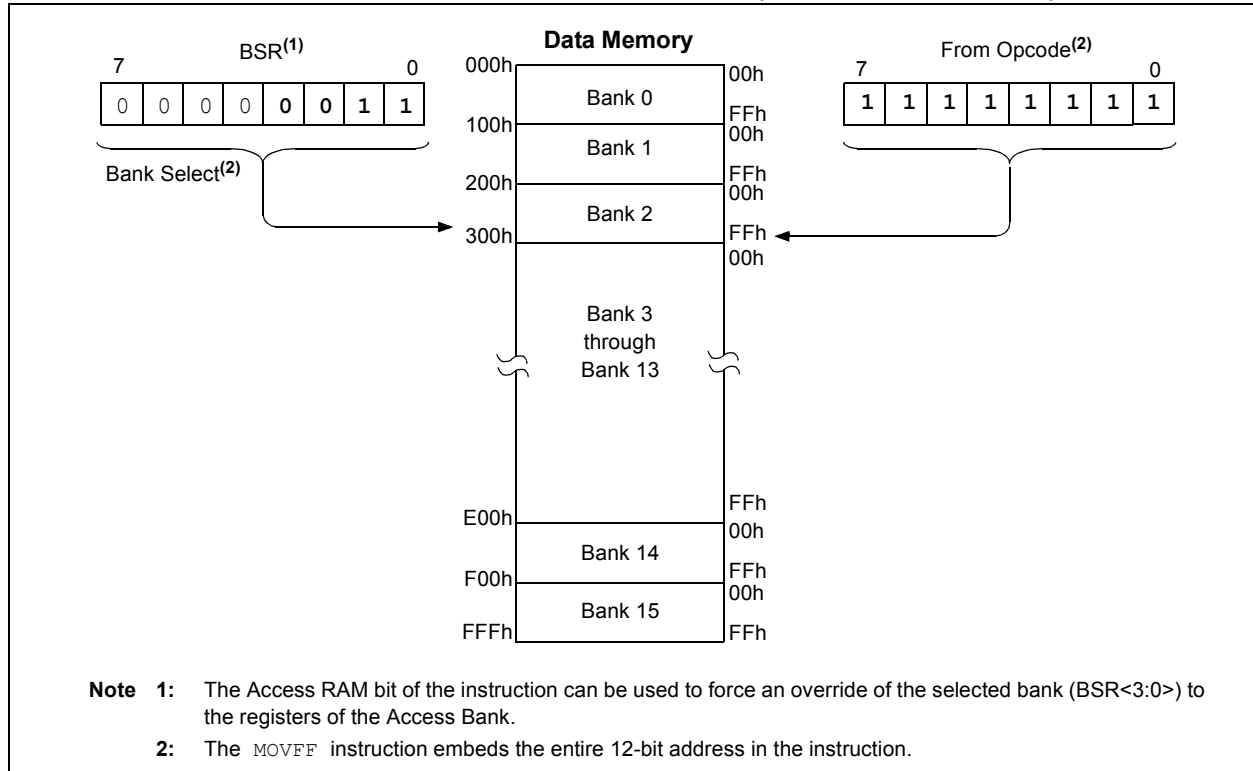 Data Memory
BSR(1)
7 0
0 0 0 0 0 0 1 1
Bank Select(2)
From Opcode(2)
7 0
1 1 1 1 1 1 1 1
000h
Bank 0
00h
FFh
100h
Bank 1
00h
FFh
200h
Bank 2
00h
FFh
300h
Bank 3
through
Bank 13
00h
FFh
E00h
Bank 14
00h
FFh
F00h
Bank 15
00h
FFFh
FFh
Note 1: The Access RAM bit of the instruction can be used to force an override of the selected bank (BSR<3:0>) to
the registers of the Access Bank.
2: The MOVFF instruction embeds the entire 12-bit address in the instruction.